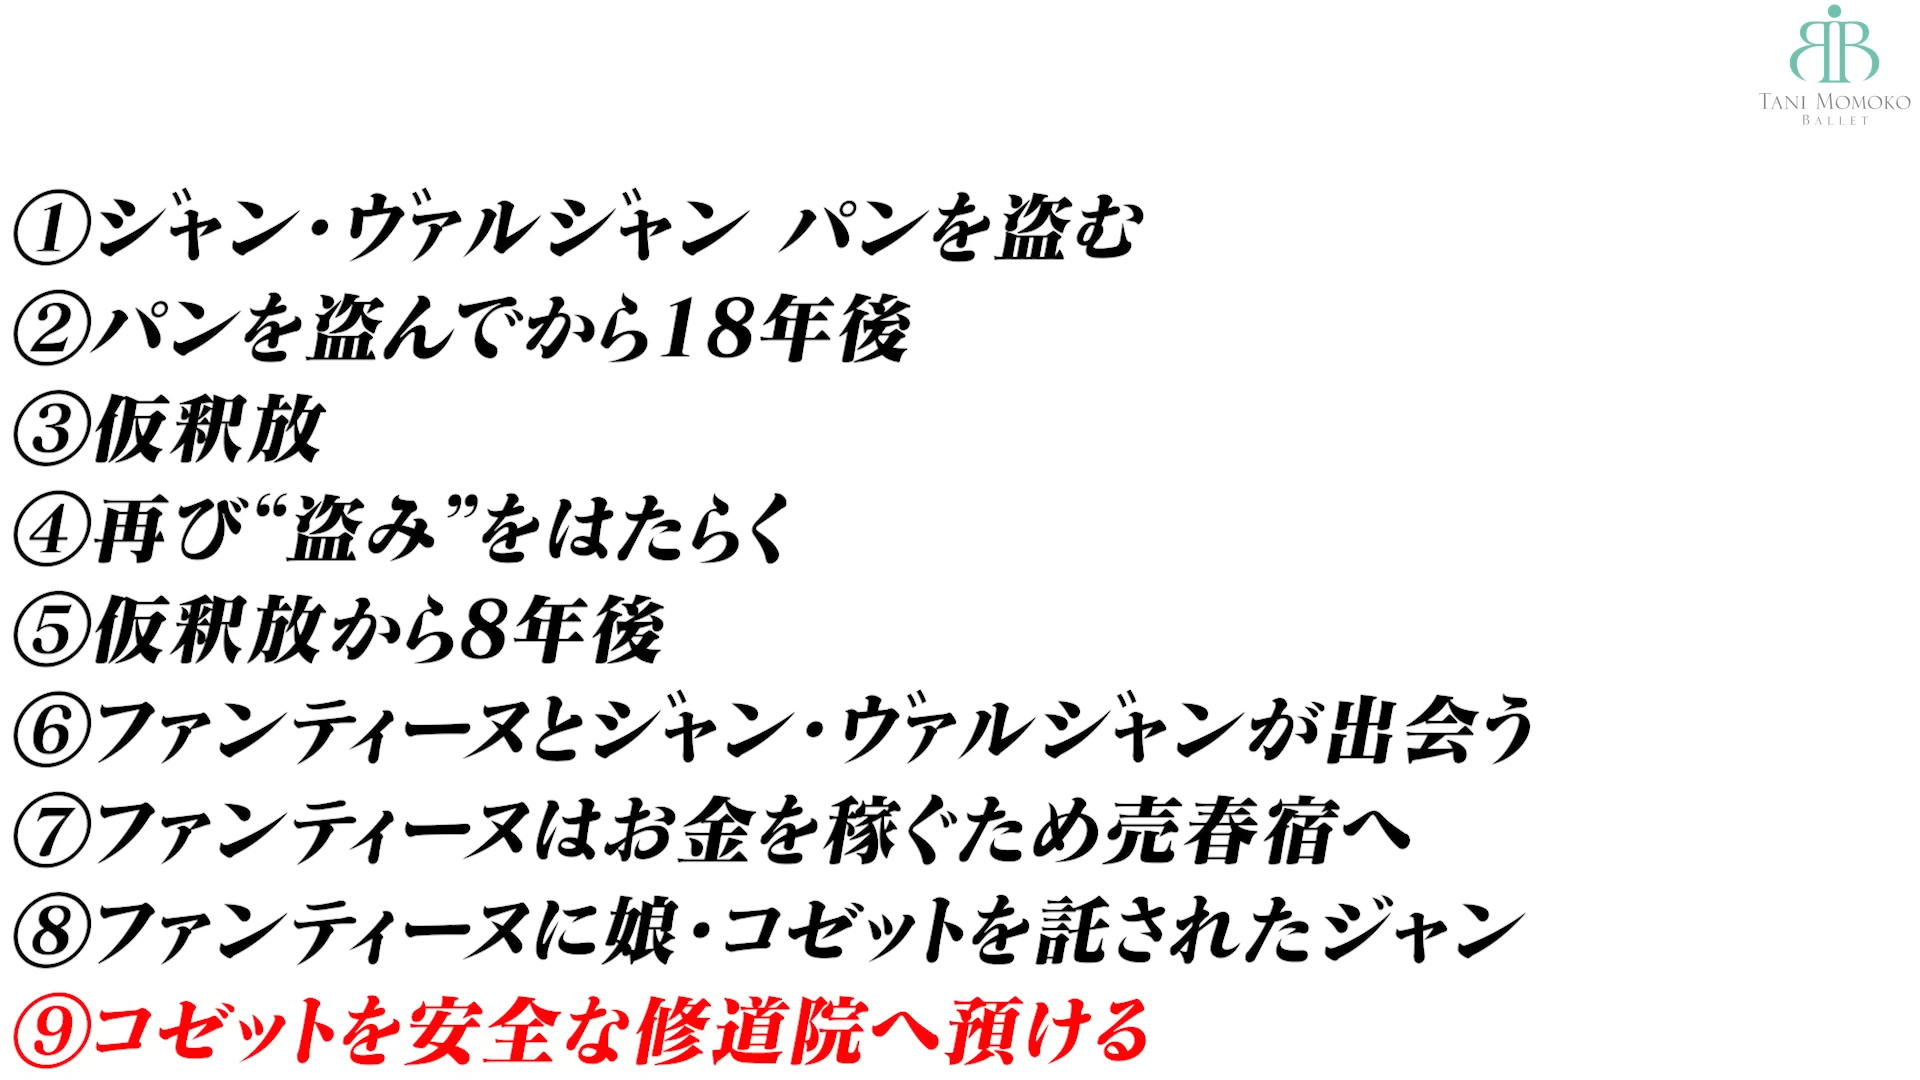 TANI MOMOKO
BALLET
①ジャン・ヴァルジャン パンを盗む
②パンを盗んでから18年後
③仮釈放
④再び“盗み”をはたらく
⑤仮釈放から8年後
⑥ファンティーヌとジャン・ヴァルジャンが出会う
⑦ファンティーヌはお金を稼ぐため売春宿へ
⑧ファンティーヌに娘・コゼットを託されたジャン
⑨コゼットを安全な修道院へ預ける